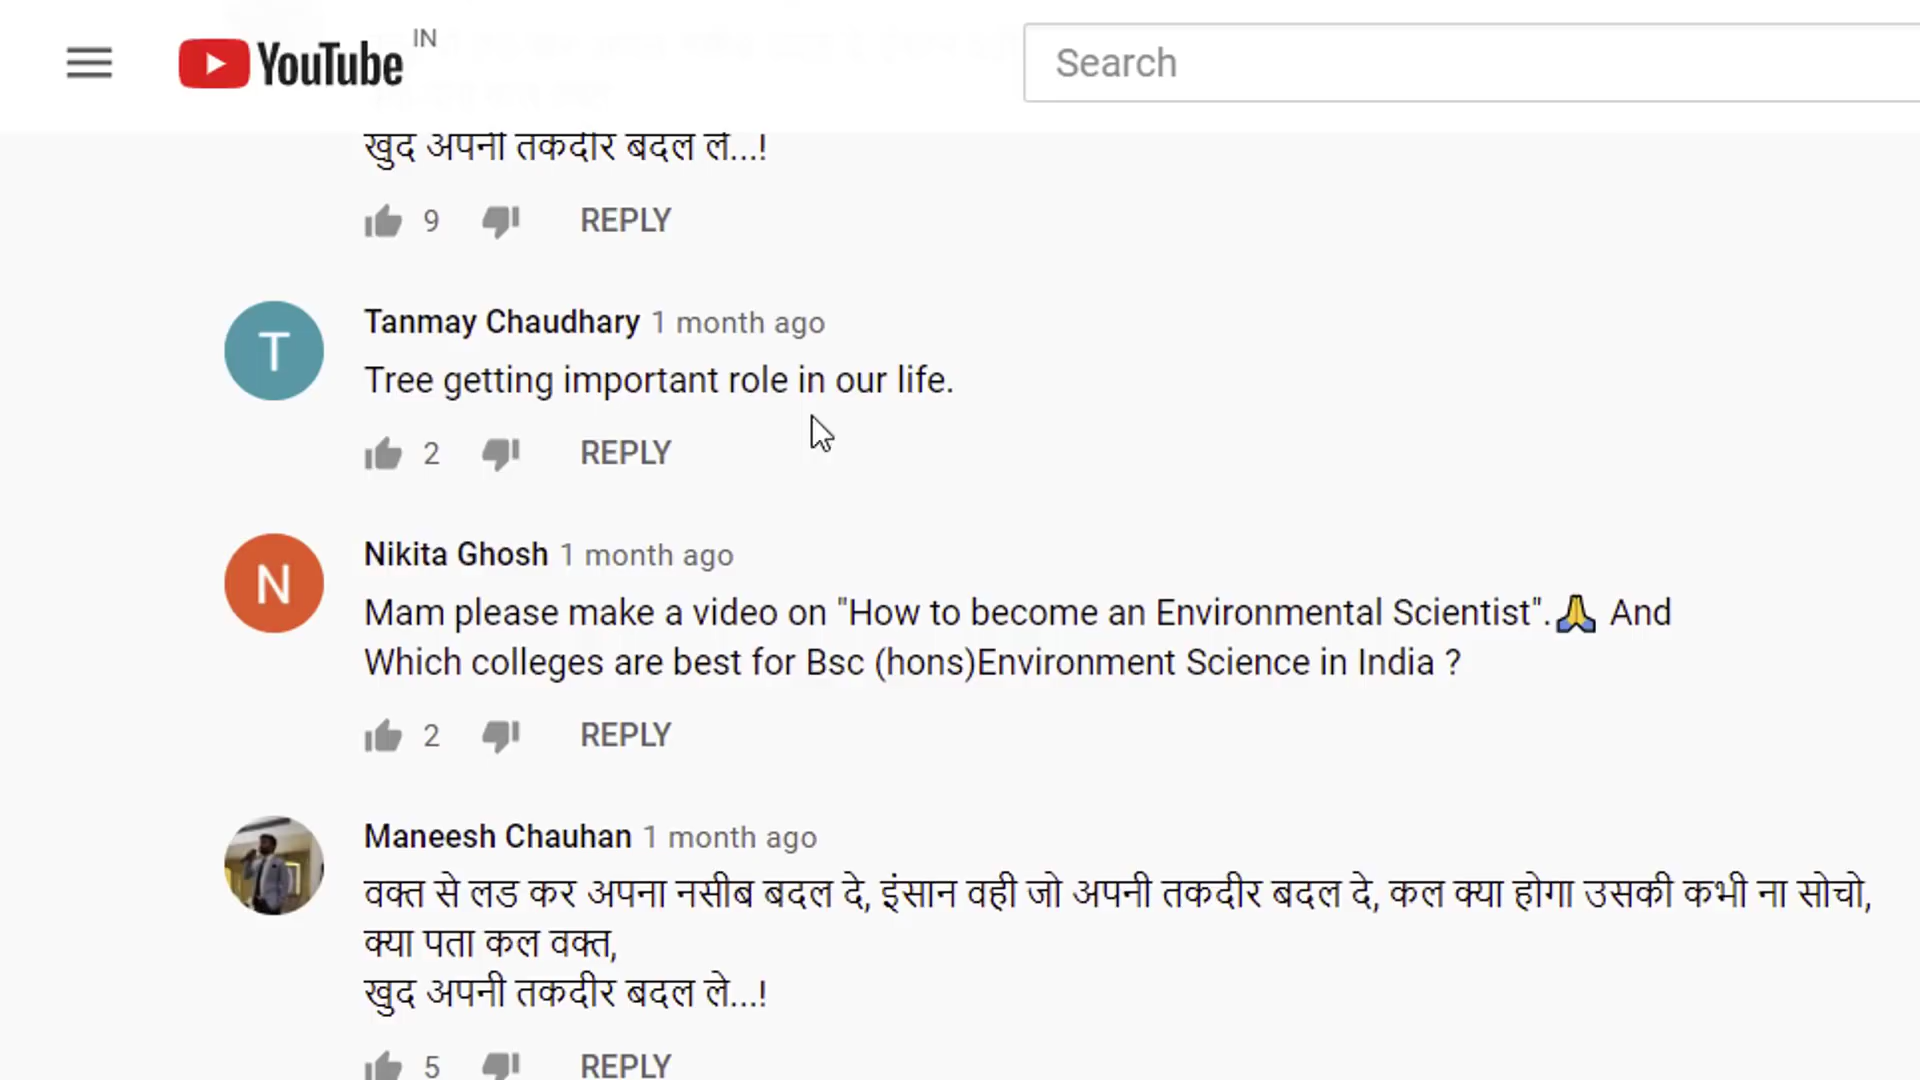 YouTube IN
Search
खुद अपनी तकदीर बदल ले...!
9 REPLY
T
Tanmay Chaudhary 1 month ago
Tree getting important role in our life.
2 REPLY
N
Nikita Ghosh 1 month ago
Mam please make a video on "How to become an Environmental Scientist".🙏 And
Which colleges are best for Bsc (hons)Environment Science in India ?
2 REPLY
Maneesh Chauhan 1 month ago
वक्त से लड कर अपना नसीब बदल दे, इंसान वही जो अपनी तकदीर बदल दे, कल क्या होगा उसकी कभी ना सोचो,
क्या पता कल वक्त,
खुद अपनी तकदीर बदल ले...!
5 REPLY